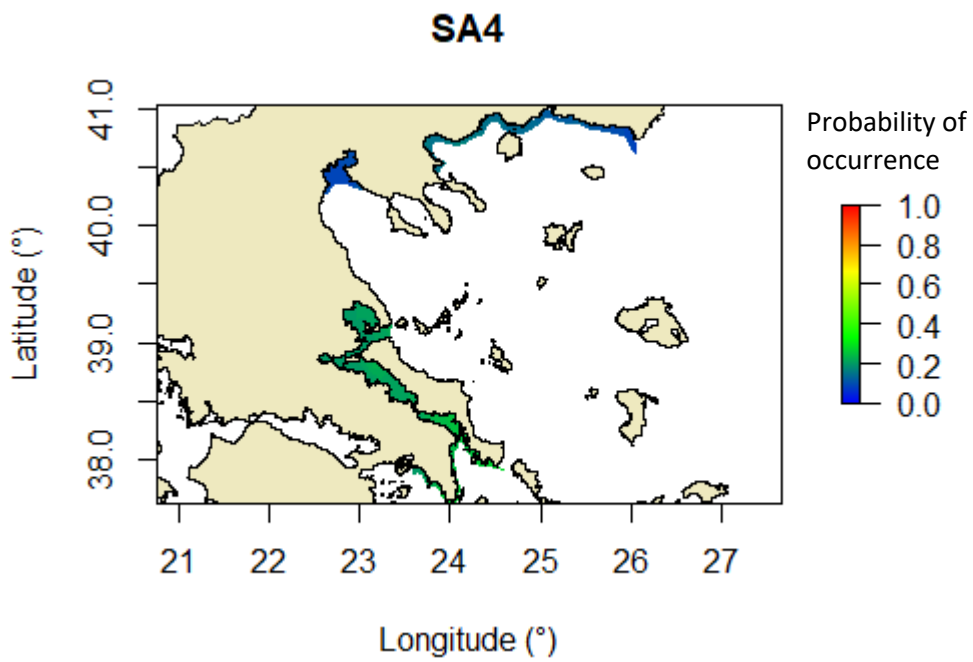 SA4
Latitude (°)
41.0
40.0
39.0
38.0
21 22 23 24 25 26 27
Longitude (°)
Probability of
occurrence
1.0
0.8
0.6
0.4
0.2
0.0